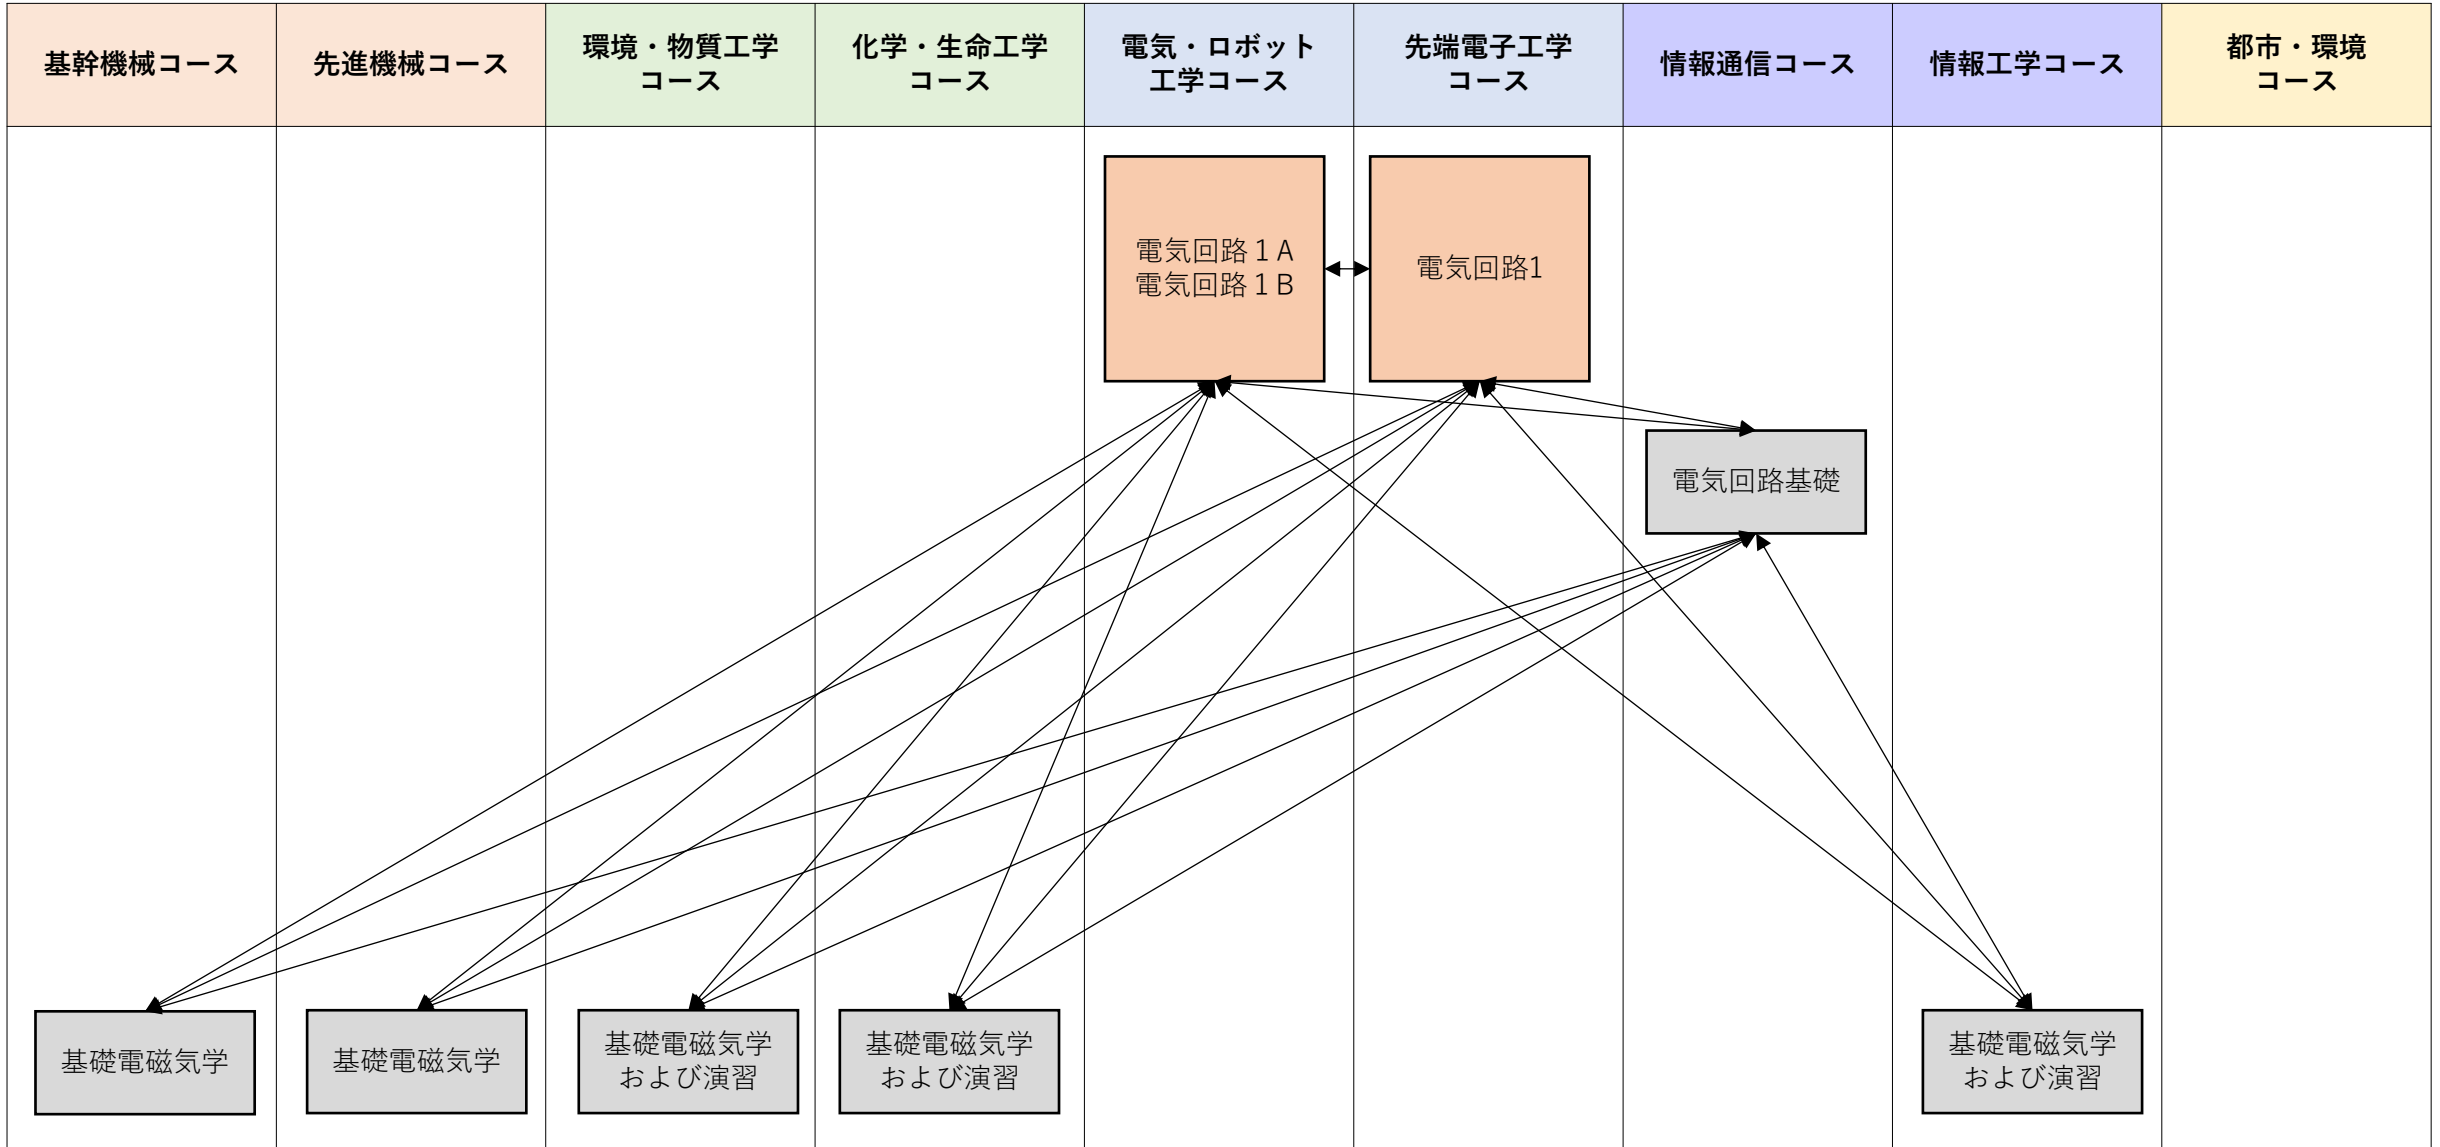 基幹機械コース
先進機械コース
環境・物質工学
コース
化学・生命工学
コース
電気・ロボット
工学コース
先端電子工学
コース
情報通信コース
情報工学コース
都市・環境
コース
電気回路１A
電気回路１B
電気回路1
電気回路基礎
基礎電磁気学
基礎電磁気学
基礎電磁気学
および演習
基礎電磁気学
および演習
基礎電磁気学
および演習